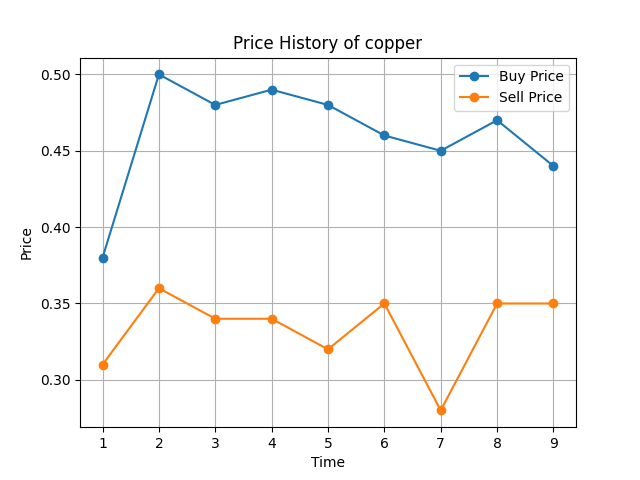 Price History of copper
Buy Price
Sell Price
0.50
0.45
0.40
0.35
0.30
Price
1 2 3 4 5 6 7 8 9
Time